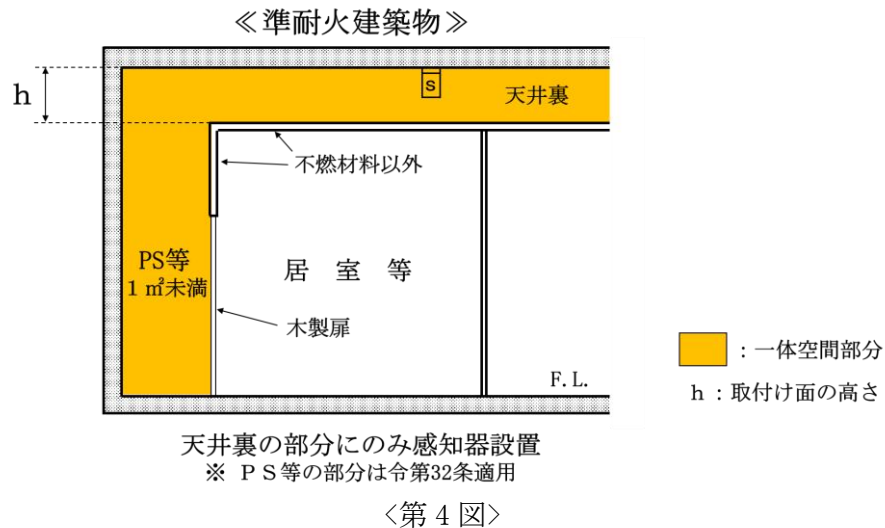 ≪準耐火建築物≫
h
S
天井裏
不燃材料以外
PS等
1㎡未満
居 室 等
木製扉
F.L.
：一体空間部分
h：取付け面の高さ
天井裏の部分にのみ感知器設置
※ ＰＳ等の部分は令第32条適用
<第４図>